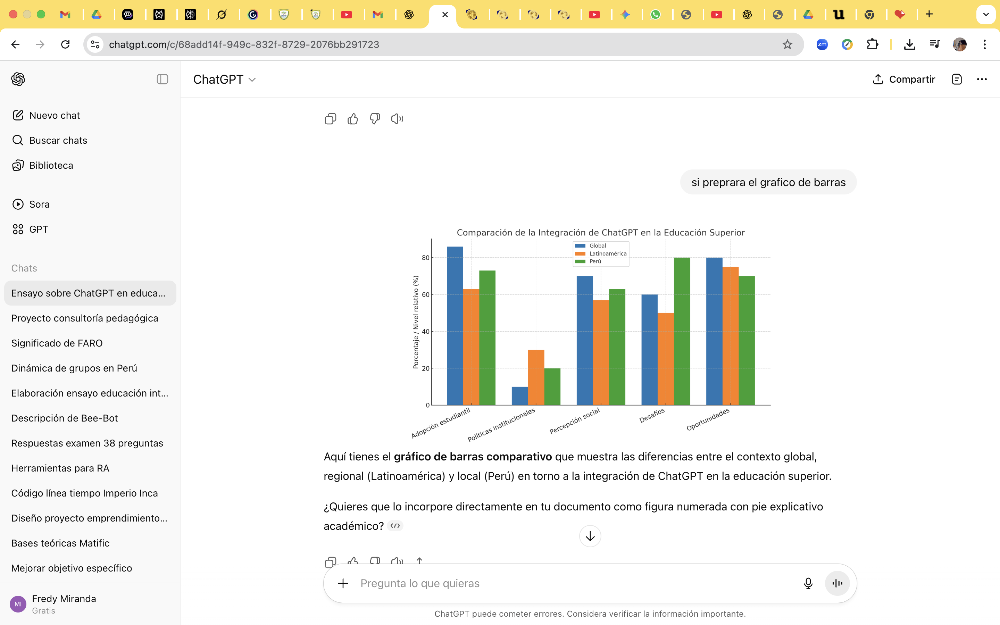 chatgpt.com/c/68add14f-949c-832f-8729-2076bb291723
zm
ChatGPT
Compartir
Nuevo chat
Buscar chats
Biblioteca
Sora
GPT
Chats
Ensayo sobre ChatGPT en educa...
Proyecto consultoría pedagógica
Significado de FARO
Dinámica de grupos en Perú
Elaboración ensayo educación int...
Descripción de Bee-Bot
Respuestas examen 38 preguntas
Herramientas para RA
Código línea tiempo Imperio Inca
Diseño proyecto emprendimiento...
Bases teóricas Matific
Mejorar objetivo específico
MI
Fredy Miranda
Gratis
si preprara el grafico de barras
Comparación de la Integración de ChatGPT en la Educación Superior
Global
Latinoamérica
Perú
Porcentaje / Nivel relativo (%)
80
60
40
20
0
Adopción estudiantil
Políticas institucionales
Percepción social
Desafíos
Oportunidades
Aquí tienes el gráfico de barras comparativo que muestra las diferencias entre el contexto global,
regional (Latinoamérica) y local (Perú) en torno a la integración de ChatGPT en la educación superior.
¿Quieres que lo incorpore directamente en tu documento como figura numerada con pie explicativo
académico?
Pregunta lo que quieras
ChatGPT puede cometer errores. Considera verificar la información importante.